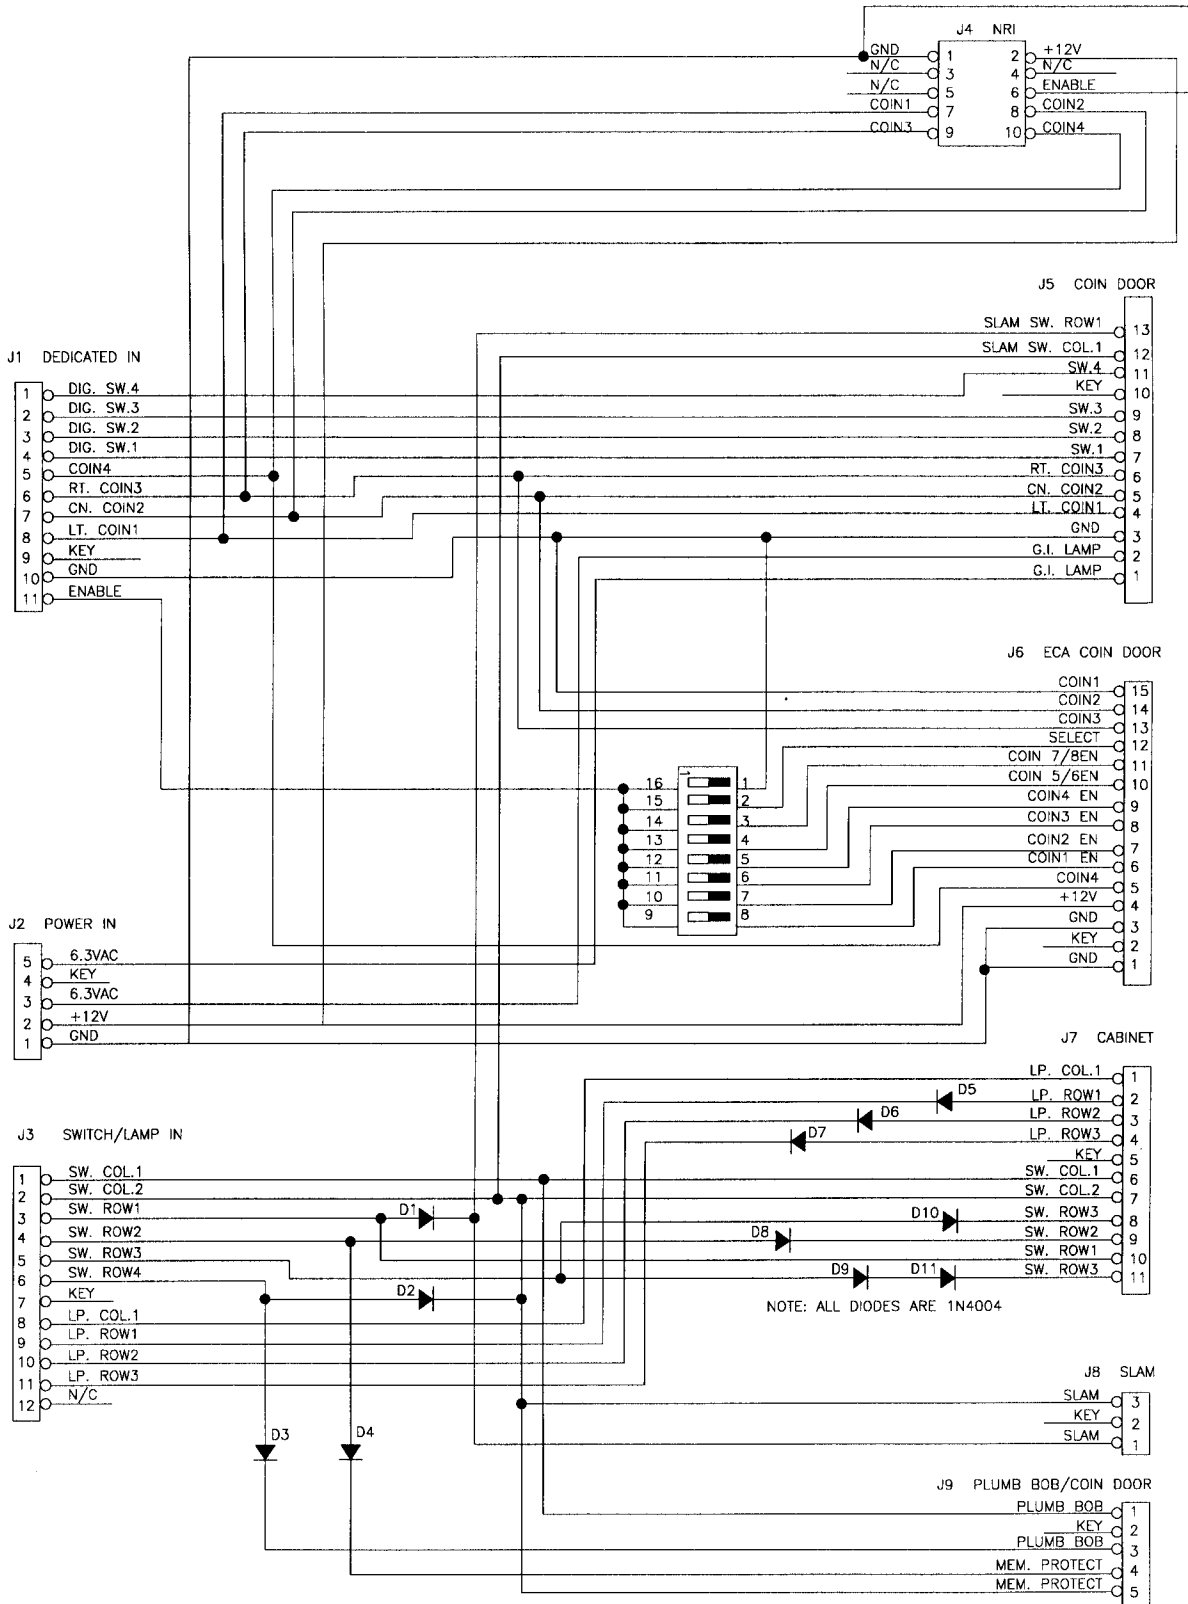 J4 NRI
GND 1 2 +12V
N/C 3 4 N/C
N/C 5 6 ENABLE
COIN1 7 8 COIN2
COIN3 9 10 COIN4
J5 COIN DOOR
SLAM SW. ROW1 13
SLAM SW. COL.1 12
SW.4 11
KEY 10
SW.3 9
SW.2 8
SW.1 7
RT. COIN3 6
CN. COIN2 5
LT. COIN1 4
GND 3
G.I. LAMP 2
G.I. LAMP 1
J1 DEDICATED IN
1 DIG. SW.4
2 DIG. SW.3
3 DIG. SW.2
4 DIG. SW.1
5 COIN4
6 RT. COIN3
7 CN. COIN2
8 LT. COIN1
9 KEY
10 GND
11 ENABLE
J6 ECA COIN DOOR
COIN1 15
COIN2 14
COIN3 13
SELECT 12
COIN 7/8EN 11
COIN 5/6EN 10
COIN4 EN 9
COIN3 EN 8
COIN2 EN 7
COIN1 EN 6
COIN4 5
+12V 4
GND 3
KEY 2
GND 1
16 1
15 2
14 3
13 4
12 5
11 6
10 7
9 8
J2 POWER IN
5 6.3VAC
4 KEY
3 6.3VAC
2 +12V
1 GND
J7 CABINET
LP. COL.1 1
D5 LP. ROW1 2
D6 LP. ROW2 3
D7 LP. ROW3 4
KEY 5
SW. COL.1 6
SW. COL.2 7
D10 SW. ROW3 8
D8 SW. ROW2 9
SW. ROW1 10
D9 D11 SW. ROW3 11
NOTE: ALL DIODES ARE 1N4004
J3 SWITCH/LAMP IN
1 SW. COL.1
2 SW. COL.2
3 SW. ROW1 D1
4 SW. ROW2
5 SW. ROW3
6 SW. ROW4
7 KEY D2
8 LP. COL.1
9 LP. ROW1
10 LP. ROW2
11 LP. ROW3
12 N/C
D3 D4
J8 SLAM
SLAM 3
KEY 2
SLAM 1
J9 PLUMB BOB/COIN DOOR
PLUMB BOB 1
KEY 2
PLUMB BOB 3
MEM. PROTECT 4
MEM. PROTECT 5